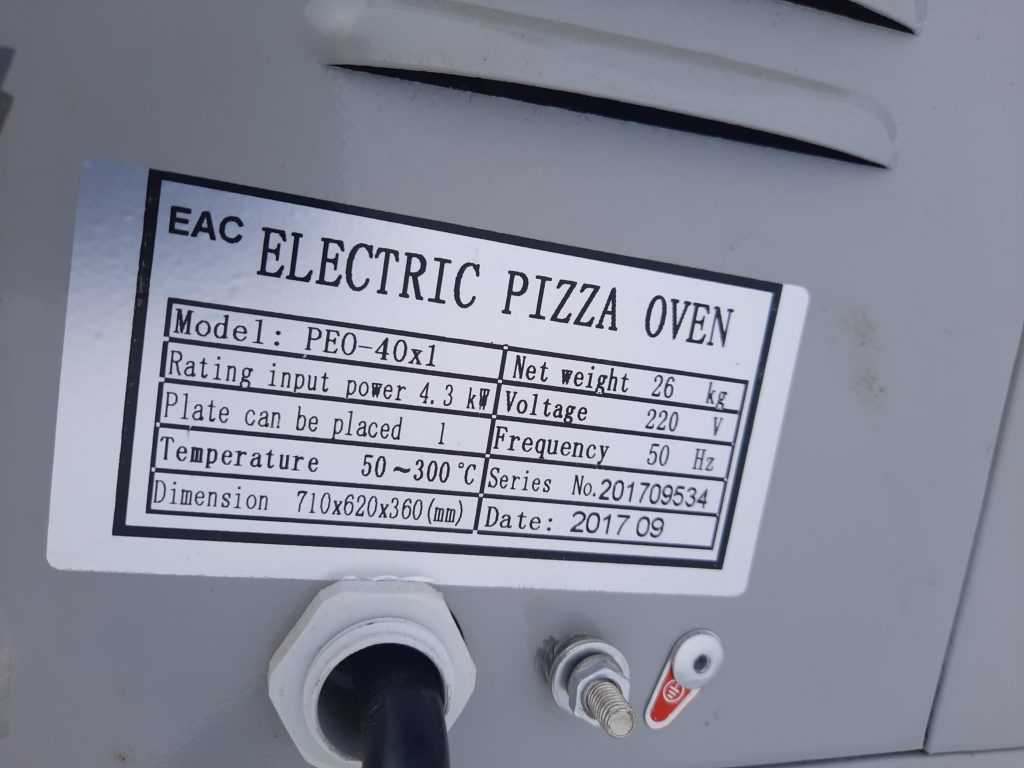 EAC ELECTRIC PIZZA OVEN
Model: PEO-40x1
Net weight 26 kg
Rating input power 4.3 kW
Voltage 220 V
Plate can be placed 1
Frequency 50 Hz
Temperature 50~300℃
Series No.201709534
Dimension 710x620x360(mm)
Date: 2017 09